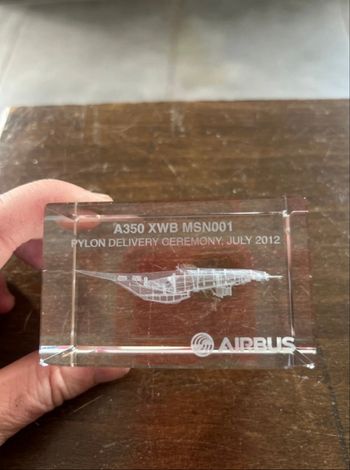 A350 XWB MSN001
PYLON DELIVERY CEREMONY, JULY 2012
AIRBUS